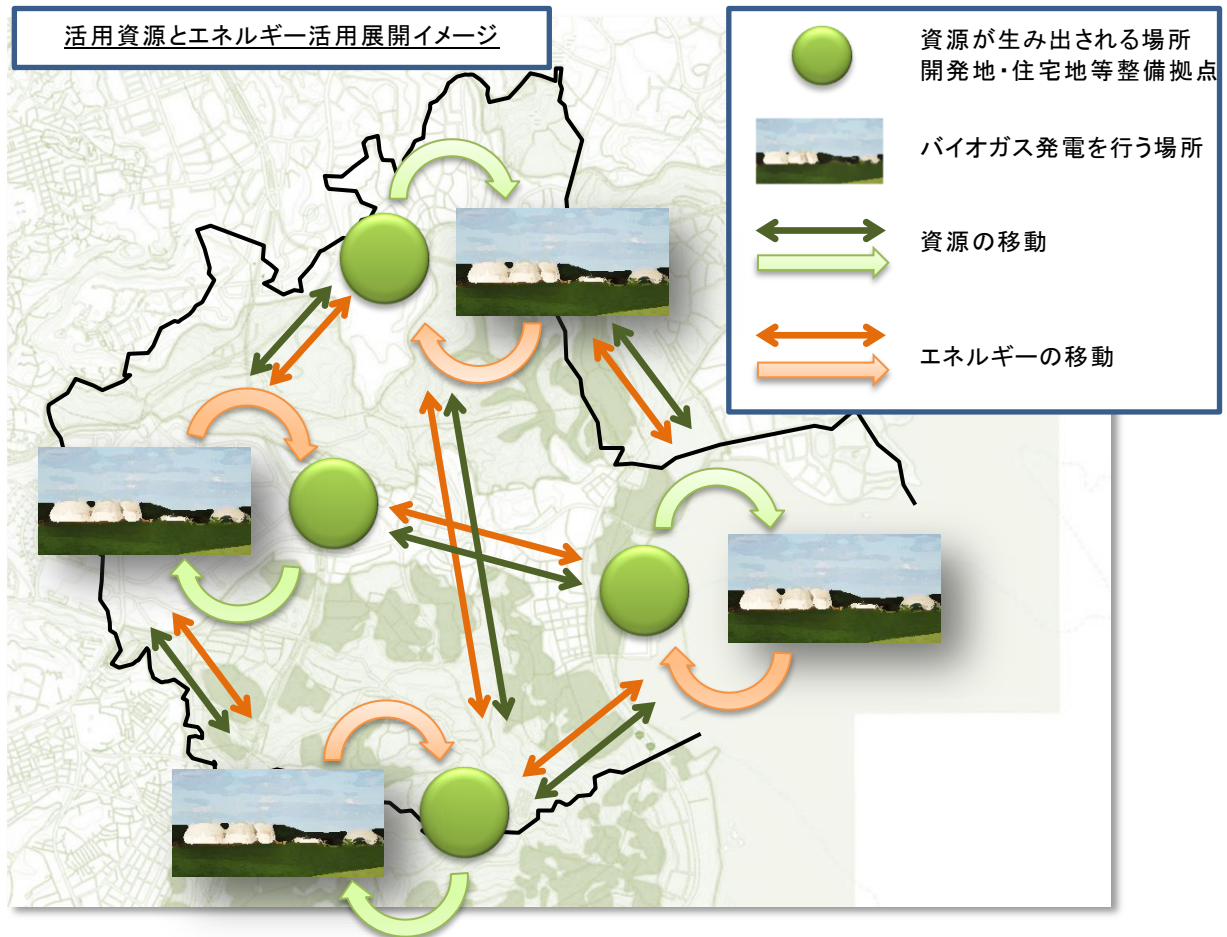 活用資源とエネルギー活用展開イメージ
資源が生み出される場所
開発地・住宅地等整備拠点
バイオガス発電を行う場所
資源の移動
エネルギーの移動